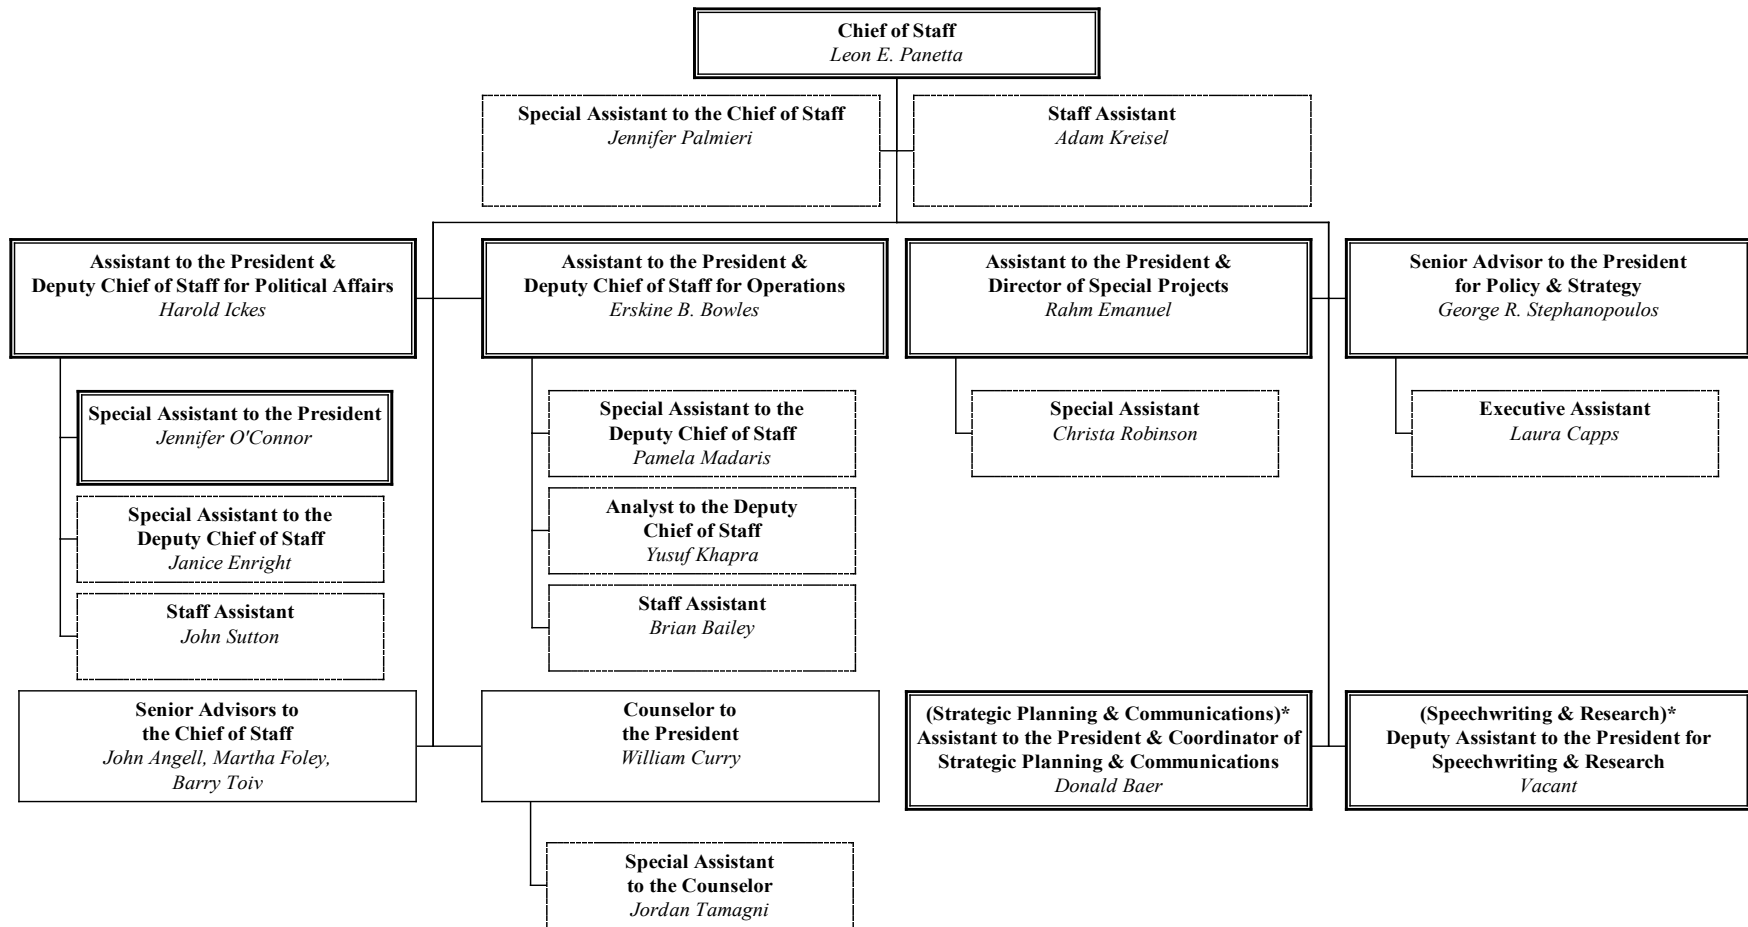 Chief of Staff
Leon E. Panetta
Special Assistant to the Chief of Staff
Jennifer Palmieri
Staff Assistant
Adam Kreisel
Assistant to the President &
Deputy Chief of Staff for Political Affairs
Harold Ickes
Assistant to the President &
Deputy Chief of Staff for Operations
Erskine B. Bowles
Assistant to the President &
Director of Special Projects
Rahm Emanuel
Senior Advisor to the President
for Policy & Strategy
George R. Stephanopoulos
Special Assistant to the President
Jennifer O'Connor
Special Assistant to the
Deputy Chief of Staff
Janice Enright
Staff Assistant
John Sutton
Special Assistant to the
Deputy Chief of Staff
Pamela Madaris
Analyst to the Deputy
Chief of Staff
Yusuf Khapra
Staff Assistant
Brian Bailey
Special Assistant
Christa Robinson
Executive Assistant
Laura Capps
Senior Advisors to
the Chief of Staff
John Angell, Martha Foley,
Barry Toiv
Counselor to
the President
William Curry
(Strategic Planning & Communications)*
Assistant to the President & Coordinator of
Strategic Planning & Communications
Donald Baer
(Speechwriting & Research)*
Deputy Assistant to the President for
Speechwriting & Research
Vacant
Special Assistant
to the Counselor
Jordan Tamagni